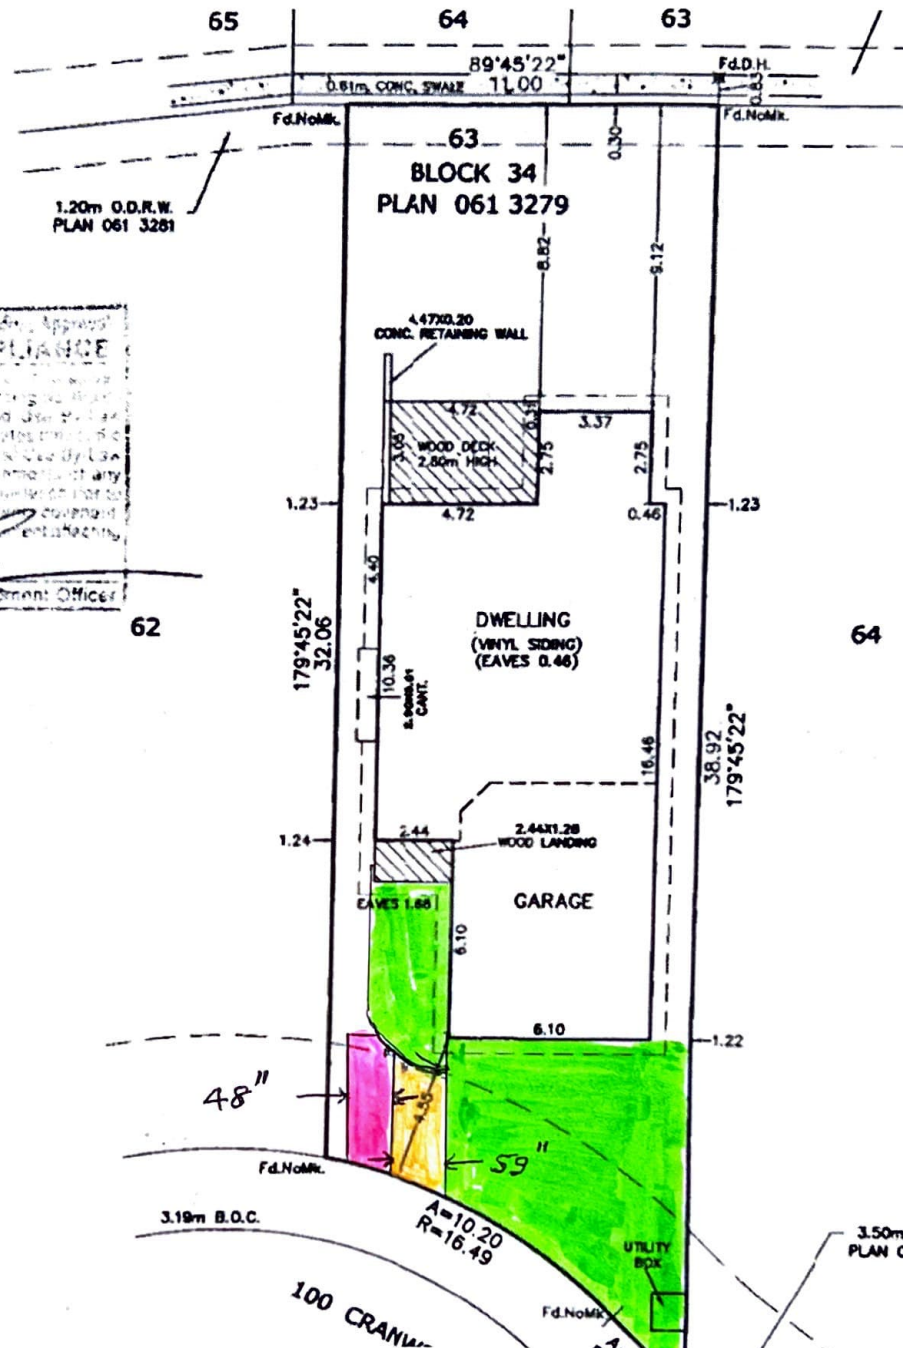 65
64
63
89°45'22"
11.00
Fd.D.H.
0.61m. CONC. SWALE
0.83
Fd.NoMk.
Fd.NoMk.
63
0.30
BLOCK 34
PLAN 061 3279
1.20m O.D.R.W.
PLAN 061 3281
8.82
9.12
Approval
4.47X0.20
CONC. RETAINING WALL
4.72
3.37
3.05
WOOD DECK
2.80m HIGH
2.75
2.75
1.23
4.72
0.46
1.23
ment Officer
4.40
62
179°45'22"
32.06
DWELLING
(VINYL SIDING)
(EAVES 0.46)
64
10.36
CANT.
16.46
38.92
179°45'22"
1.24
2.44
2.44X1.28
WOOD LANDING
EAVES 1.68
GARAGE
6.10
6.10
1.22
48"
4.55
59"
Fd.NoMk.
3.19m B.O.C.
A=10.20
R=16.49
3.50m
PLAN
UTILITY
BOX
Fd.NoMk.
100 CRANW